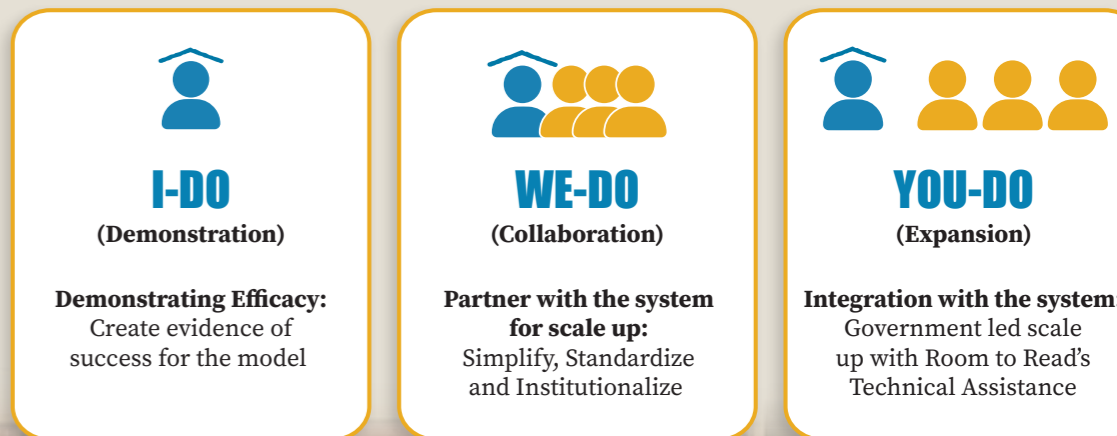 I-DO
(Demonstration)
Demonstrating Efficacy:
Create evidence of
success for the model
WE-DO
(Collaboration)
Partner with the system
for scale up:
Simplify, Standardize
and Institutionalize
YOU-DO
(Expansion)
Integration with the system:
Government led scale
up with Room to Read’s
Technical Assistance